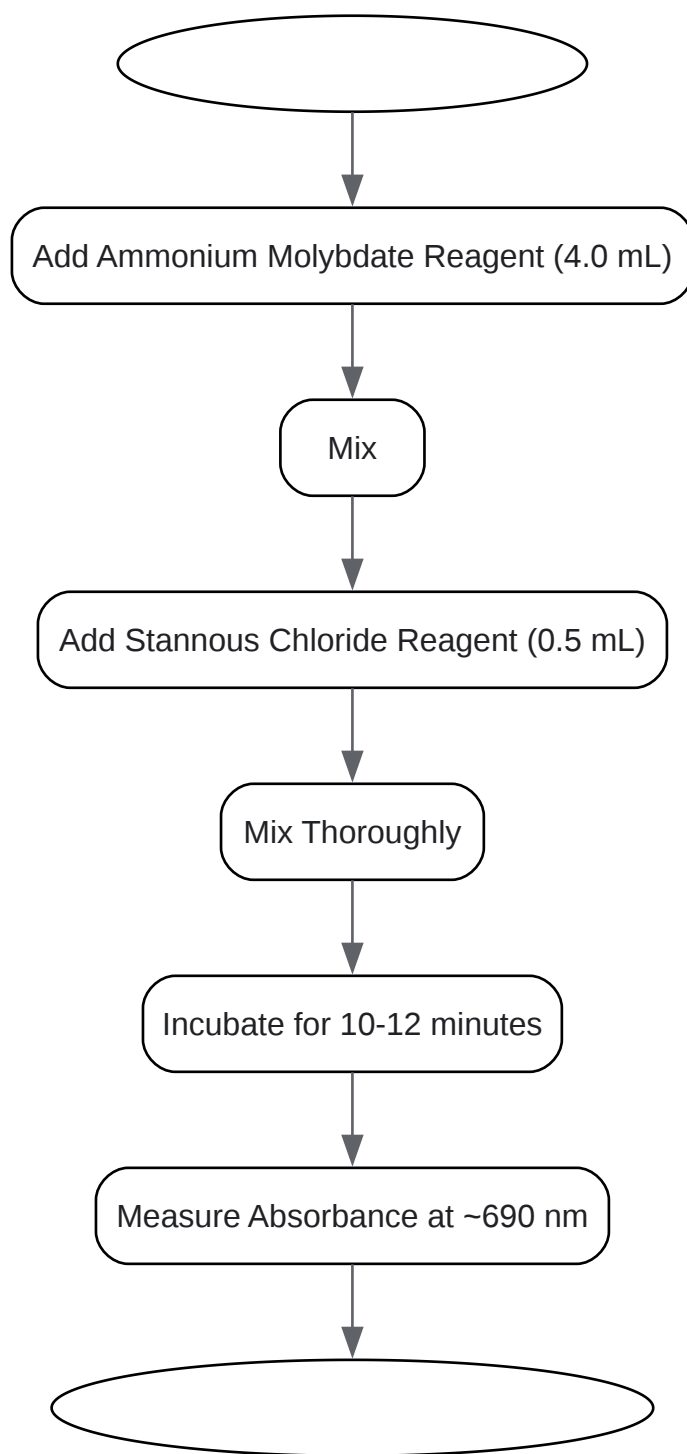 Add Ammonium Molybdate Reagent (4.0 mL)
Mix
Add Stannous Chloride Reagent (0.5 mL)
Mix Thoroughly
Incubate for 10-12 minutes
Measure Absorbance at ~690 nm